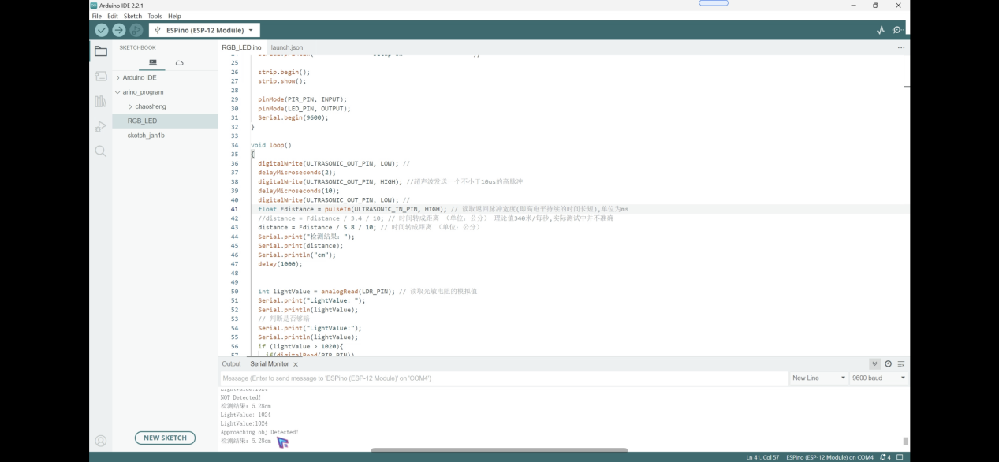 Arduino IDE 2.2.1
File Edit Sketch Tools Help
ESPino (ESP-12 Module)
SKETCHBOOK
Arduino IDE
arino_program
chaosheng
RGB_LED
sketch_jan1b
NEW SKETCH
RGB_LED.ino launch.json
25
26 strip.begin();
27 strip.show();
28
29 pinMode(PIR_PIN, INPUT);
30 pinMode(LED_PIN, OUTPUT);
31 Serial.begin(9600);
32 }
33
34 void loop()
35 {
36 digitalWrite(ULTRASONIC_OUT_PIN, LOW); //
37 delayMicroseconds(2);
38 digitalWrite(ULTRASONIC_OUT_PIN, HIGH); //超声波发送一个不小于10us的高脉冲
39 delayMicroseconds(10);
40 digitalWrite(ULTRASONIC_OUT_PIN, LOW); //
41 float Fdistance = pulseIn(ULTRASONIC_IN_PIN, HIGH); // 读取返回脉冲宽度(即高电平持续的时间长短),单位为ms
42 //distance = Fdistance / 3.4 / 10; // 时间转成距离 （单位：公分） 理论值340米/每秒,实际测试中并不准确
43 distance = Fdistance / 5.8 / 10; // 时间转成距离 （单位：公分）
44 Serial.print("检测结果：");
45 Serial.print(distance);
46 Serial.println("cm");
47 delay(1000);
48
49
50 int lightValue = analogRead(LDR_PIN); // 读取光敏电阻的模拟值
51 Serial.print("LightValue: ");
52 Serial.println(lightValue);
53 // 判断是否够暗
54 Serial.print("LightValue:");
55 Serial.println(lightValue);
56 if (lightValue > 1020){
57 if(digitalRead(PIR_PIN))
Output Serial Monitor
Message (Enter to send message to 'ESPino (ESP-12 Module)' on 'COM4')
New Line 9600 baud
LightValue:1024
NOT Detected!
检测结果：5.28cm
LightValue: 1024
LightValue:1024
Approaching obj Detected!
检测结果：5.28cm
Ln 41, Col 57 ESPino (ESP-12 Module) on COM4 4